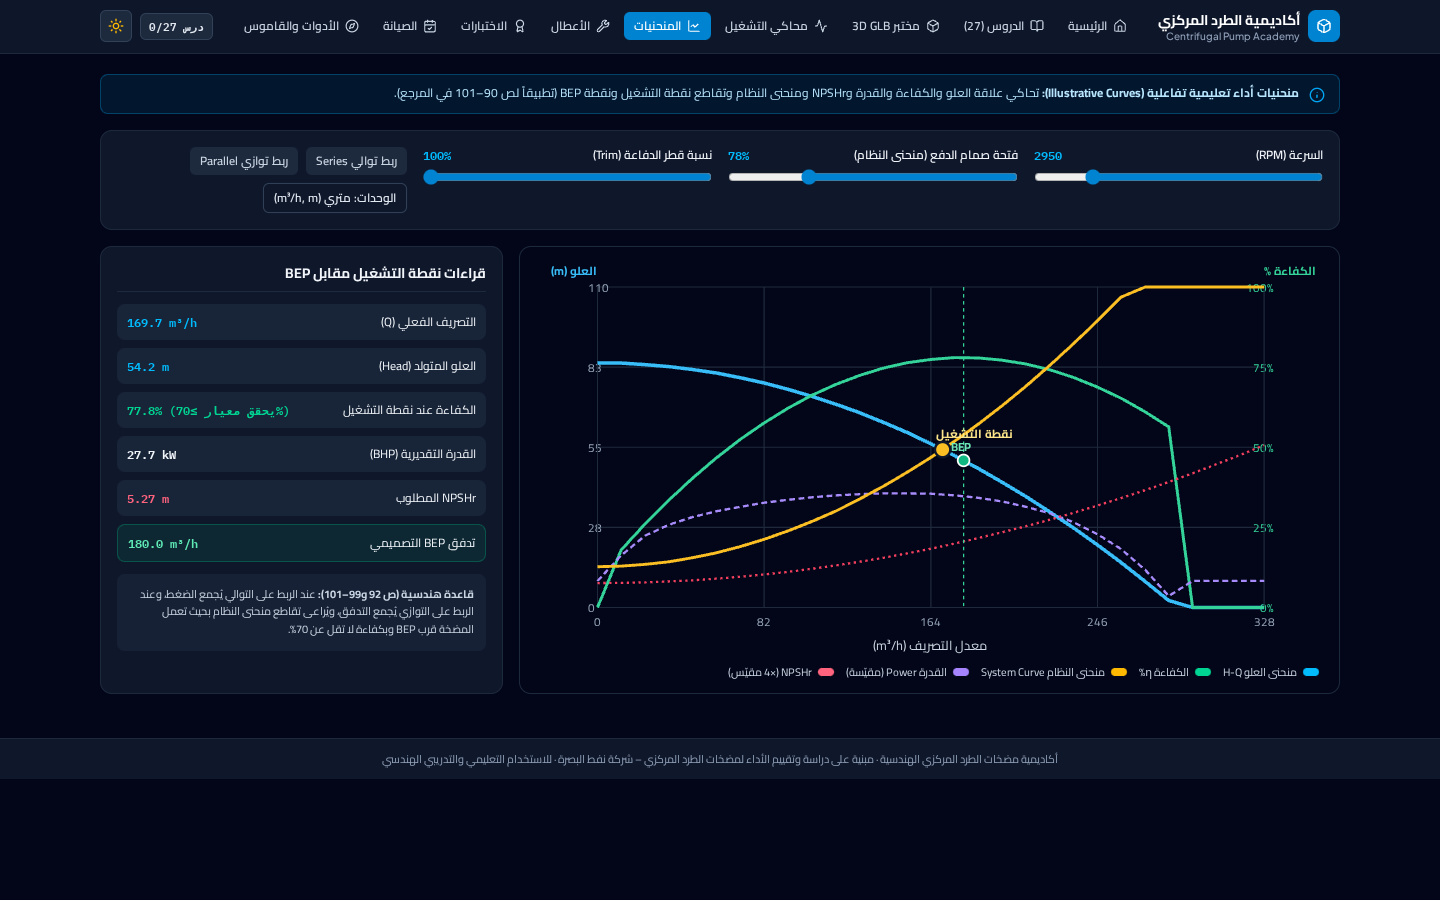 أكاديمية الطرد المركزي
Centrifugal Pump Academy
الرئيسية
الدروس (27)
مختبر 3D GLB
محاكي التشغيل
المنحنيات
الأعطال
الاختبارات
الصيانة
الأدوات والقاموس
درس 0/27
منحنيات أداء تعليمية تفاعلية (Illustrative Curves): تحاكي علاقة العلو والكفاءة والقدرة وNPSHr ومنحنى النظام وتقاطع نقطة التشغيل ونقطة BEP (تطبيقاً لص 90–101 في المرجع).
السرعة (RPM)
2950
فتحة صمام الدفع (منحنى النظام)
78%
نسبة قطر الدفاعة (Trim)
100%
ربط توالي Series
ربط توازي Parallel
الوحدات: متري (m³/h, m)
الكفاءة %
العلو (m)
110
83
55
28
0
100%
75%
50%
25%
0%
نقطة التشغيل
BEP
0
82
164
246
328
معدل التصريف (m³/h)
منحنى العلو H-Q
الكفاءة η%
منحنى النظام System Curve
القدرة Power (مقيّسة)
NPSHr (×4 مقيّس)
قراءات نقطة التشغيل مقابل BEP
التصريف الفعلي (Q)
169.7 m³/h
العلو المتولد (Head)
54.2 m
الكفاءة عند نقطة التشغيل
77.8% (يحقق معيار ≥70%)
القدرة التقديرية (BHP)
27.7 kW
NPSHr المطلوب
5.27 m
تدفق BEP التصميمي
180.0 m³/h
قاعدة هندسية (ص 92 و99–101): عند الربط على التوالي يُجمع الضغط، وعند
الربط على التوازي يُجمع التدفق، ويُراعى تقاطع منحنى النظام بحيث تعمل
المضخة قرب BEP وبكفاءة لا تقل عن 70%.
أكاديمية مضخات الطرد المركزي الهندسية · مبنية على دراسة وتقييم الأداء لمضخات الطرد المركزي – شركة نفط البصرة · للاستخدام التعليمي والتدريبي الهندسي